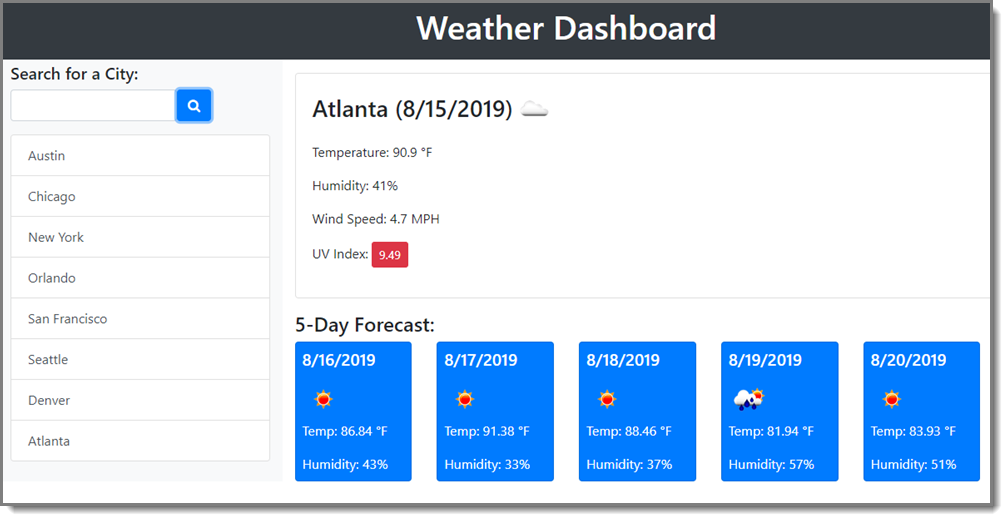 Weather Dashboard
Search for a City:
Austin
Chicago
New York
Orlando
San Francisco
Seattle
Denver
Atlanta
Atlanta (8/15/2019)
Temperature: 90.9 °F
Humidity: 41%
Wind Speed: 4.7 MPH
UV Index: 9.49
5-Day Forecast:
8/16/2019
Temp: 86.84 °F
Humidity: 43%
8/17/2019
Temp: 91.38 °F
Humidity: 33%
8/18/2019
Temp: 88.46 °F
Humidity: 37%
8/19/2019
Temp: 81.94 °F
Humidity: 57%
8/20/2019
Temp: 83.93 °F
Humidity: 51%